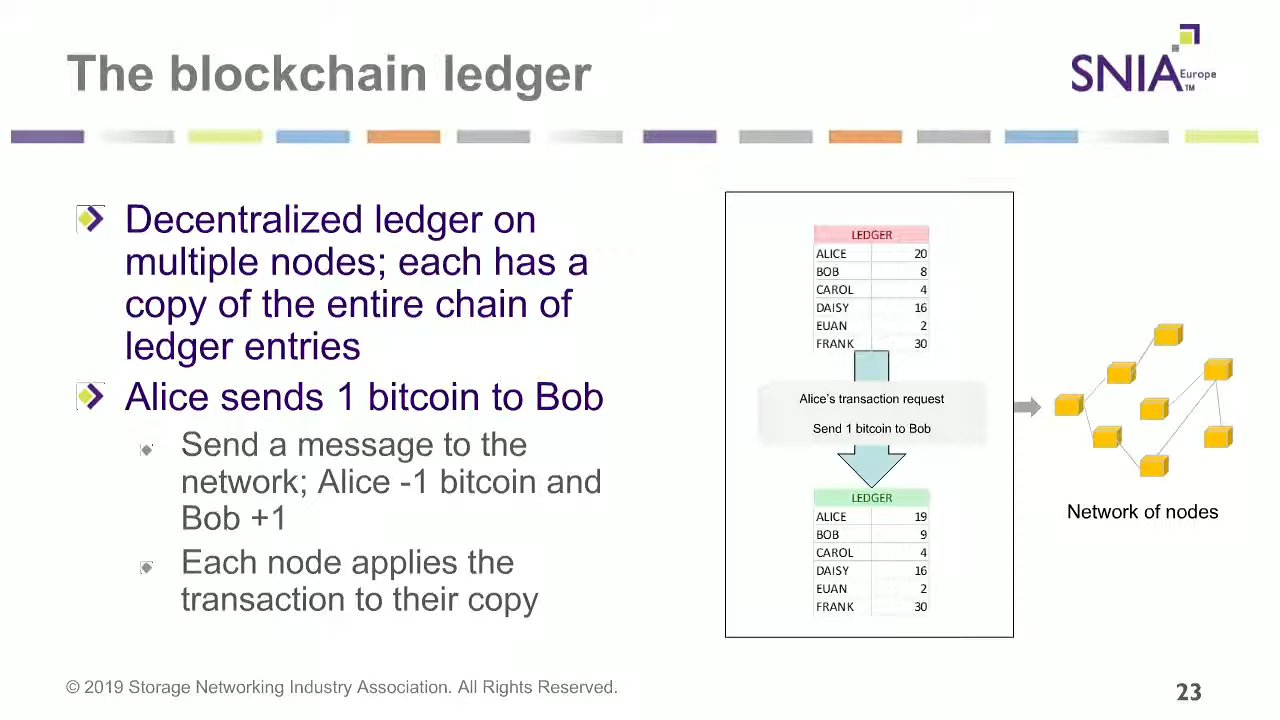 The blockchain ledger
SNIA Europe
TM
Decentralized ledger on
multiple nodes; each has a
copy of the entire chain of
ledger entries
Alice sends 1 bitcoin to Bob
Send a message to the
network; Alice -1 bitcoin and
Bob +1
Each node applies the
transaction to their copy
LEDGER
ALICE 20
BOB 8
CAROL 4
DAISY 16
EUAN 2
FRANK 30
Alice's transaction request
Send 1 bitcoin to Bob
LEDGER
ALICE 19
BOB 9
CAROL 4
DAISY 16
EUAN 2
FRANK 30
Network of nodes
© 2019 Storage Networking Industry Association. All Rights Reserved.
23